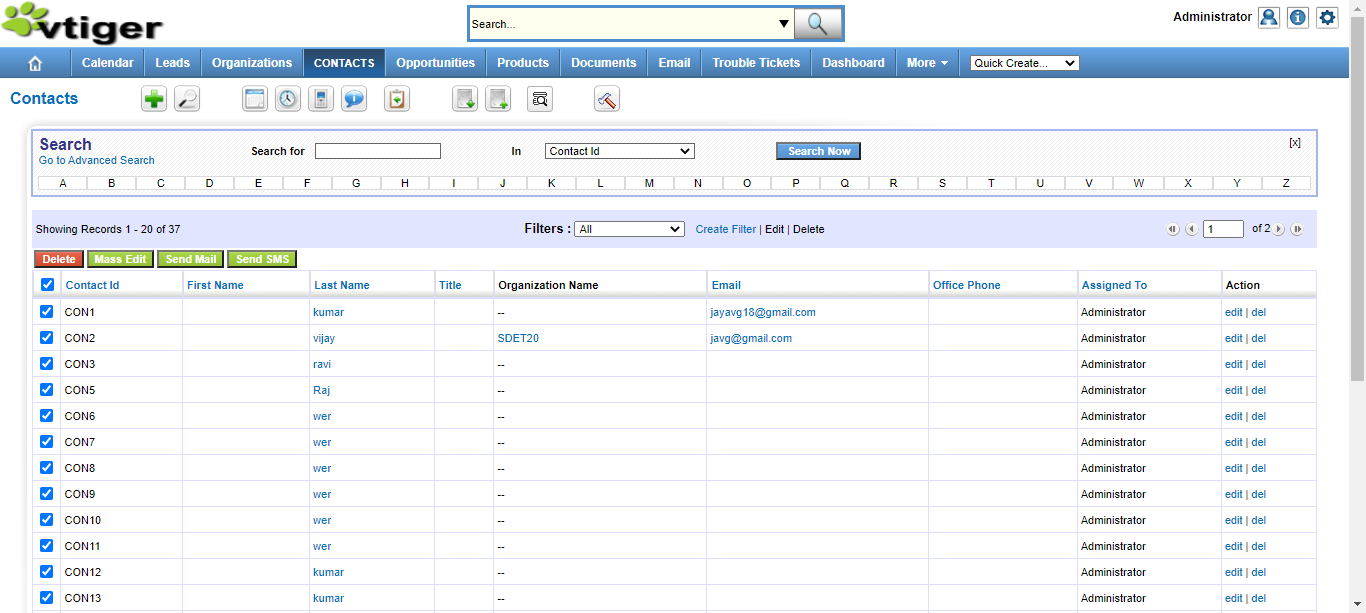 vtiger
Search...
Administrator
Calendar Leads Organizations CONTACTS Opportunities Products Documents Email Trouble Tickets Dashboard More Quick Create...
Contacts
Search
Go to Advanced Search
Search for In Contact Id Search Now [x]
A B C D E F G H I J K L M N O P Q R S T U V W X Y Z
Showing Records 1 - 20 of 37 Filters : All Create Filter | Edit | Delete 1 of 2
Delete Mass Edit Send Mail Send SMS
Contact Id First Name Last Name Title Organization Name Email Office Phone Assigned To Action
CON1 kumar -- jayavg18@gmail.com Administrator edit | del
CON2 vijay SDET20 javg@gmail.com Administrator edit | del
CON3 ravi -- Administrator edit | del
CON5 Raj -- Administrator edit | del
CON6 wer -- Administrator edit | del
CON7 wer -- Administrator edit | del
CON8 wer -- Administrator edit | del
CON9 wer -- Administrator edit | del
CON10 wer -- Administrator edit | del
CON11 wer -- Administrator edit | del
CON12 kumar -- Administrator edit | del
CON13 kumar -- Administrator edit | del